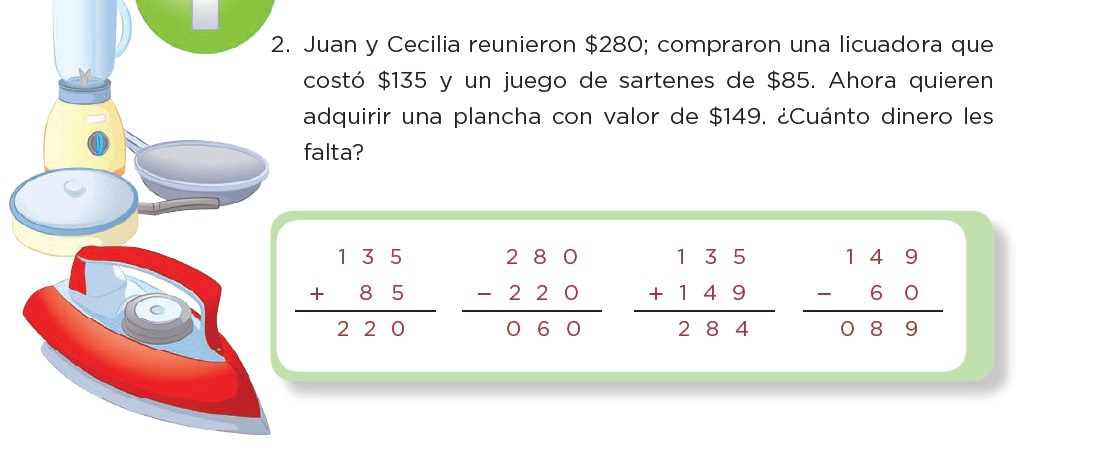 2. Juan y Cecilia reunieron $280; compraron una licuadora que
costó $135 y un juego de sartenes de $85. Ahora quieren
adquirir una plancha con valor de $149. ¿Cuánto dinero les
falta?
1 3 5   2 8 0   1 3 5   1 4 9
+ 8 5   − 2 2 0   + 1 4 9   − 6 0
2 2 0   0 6 0   2 8 4   0 8 9